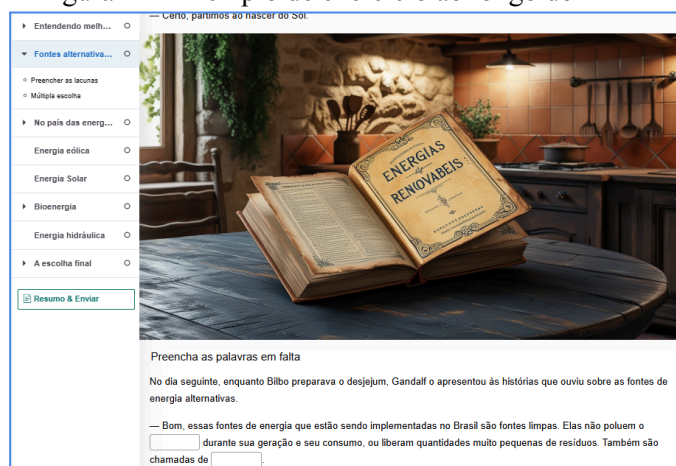 — Certo, partimos ao nascer do Sol.
Entendendo melh...
Fontes alternativa...
Preencher as lacunas
Múltipla escolha
No país das energ...
Energia eólica
Energia Solar
Bioenergia
Energia hidráulica
A escolha final
Resumo & Enviar
ENERGIAS
RENOVABEIS
Preencha as palavras em falta
No dia seguinte, enquanto Bilbo preparava o desjejum, Gandalf o apresentou às histórias que ouviu sobre as fontes de
energia alternativas.
— Bom, essas fontes de energia que estão sendo implementadas no Brasil são fontes limpas. Elas não poluem o
durante sua geração e seu consumo, ou liberam quantidades muito pequenas de resíduos. Também são
chamadas de .